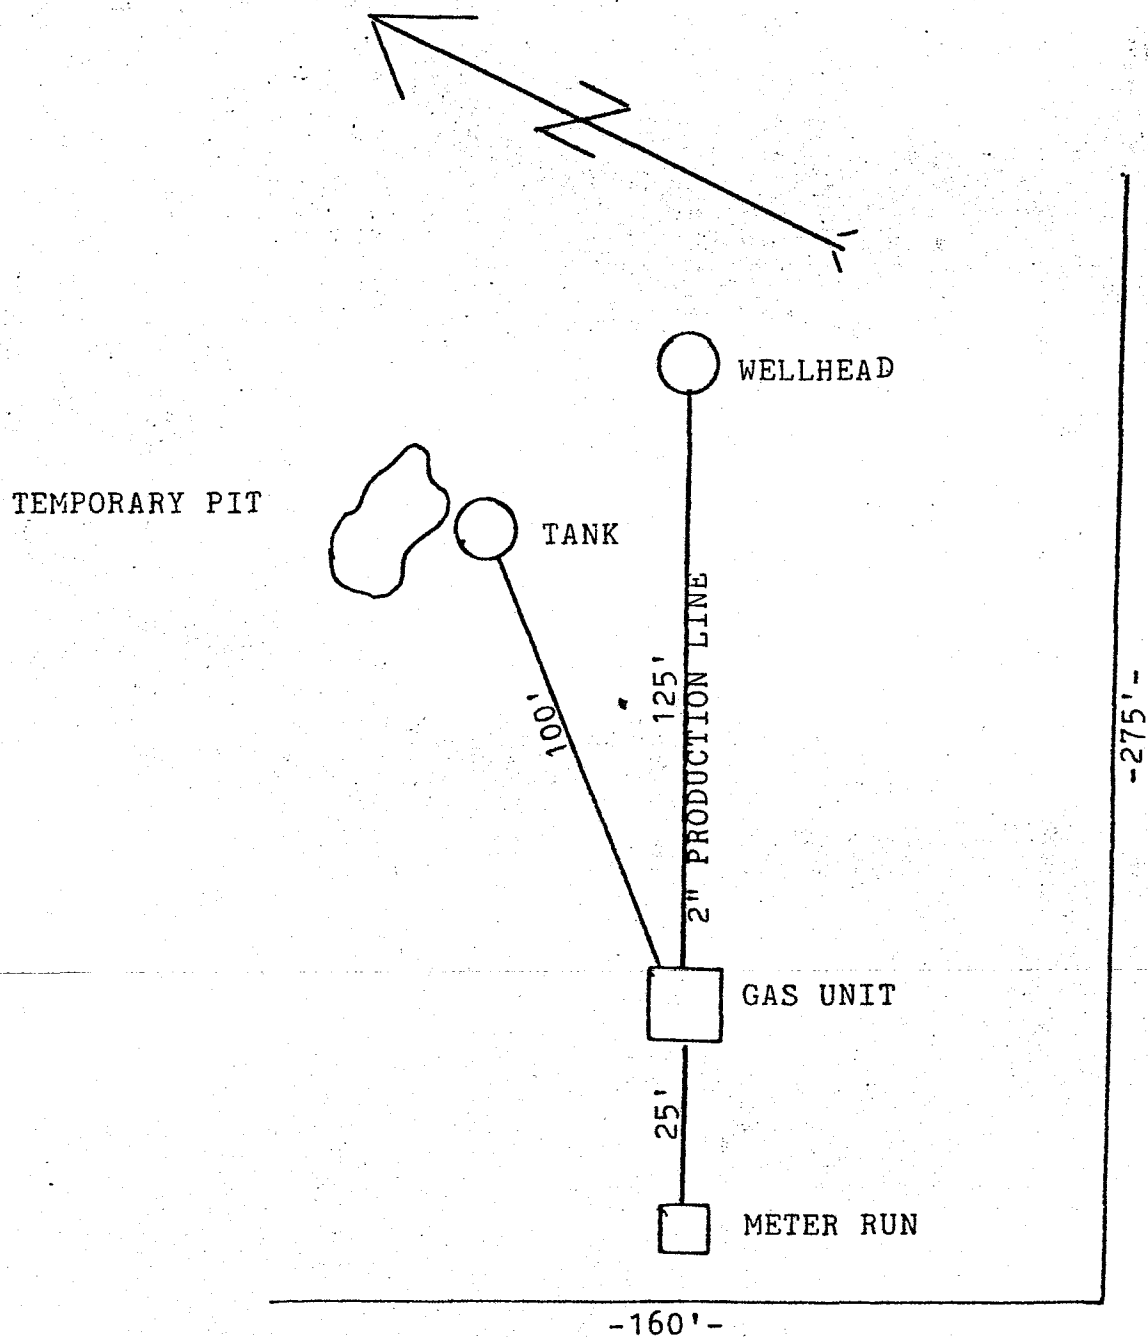 N
WELLHEAD
TEMPORARY PIT
TANK
100'
125'
2" PRODUCTION LINE
-275'-
GAS UNIT
25'
METER RUN
-160'-